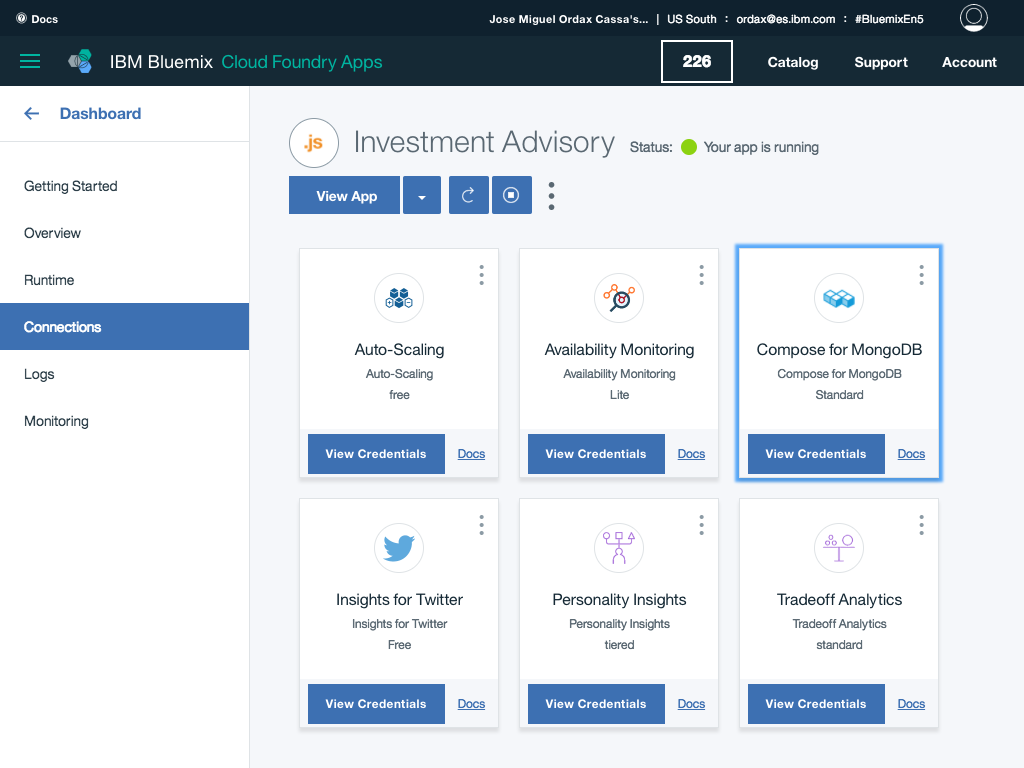 Docs
Jose Miguel Ordax Cassa's... | US South : ordax@es.ibm.com : #BluemixEn5
IBM Bluemix Cloud Foundry Apps
226
Catalog
Support
Account
Dashboard
Getting Started
Overview
Runtime
Connections
Logs
Monitoring
.js
Investment Advisory
Status: Your app is running
View App
Auto-Scaling
Auto-Scaling
free
View Credentials
Docs
Availability Monitoring
Availability Monitoring
Lite
View Credentials
Docs
Compose for MongoDB
Compose for MongoDB
Standard
View Credentials
Docs
Insights for Twitter
Insights for Twitter
Free
View Credentials
Docs
Personality Insights
Personality Insights
tiered
View Credentials
Docs
Tradeoff Analytics
Tradeoff Analytics
standard
View Credentials
Docs